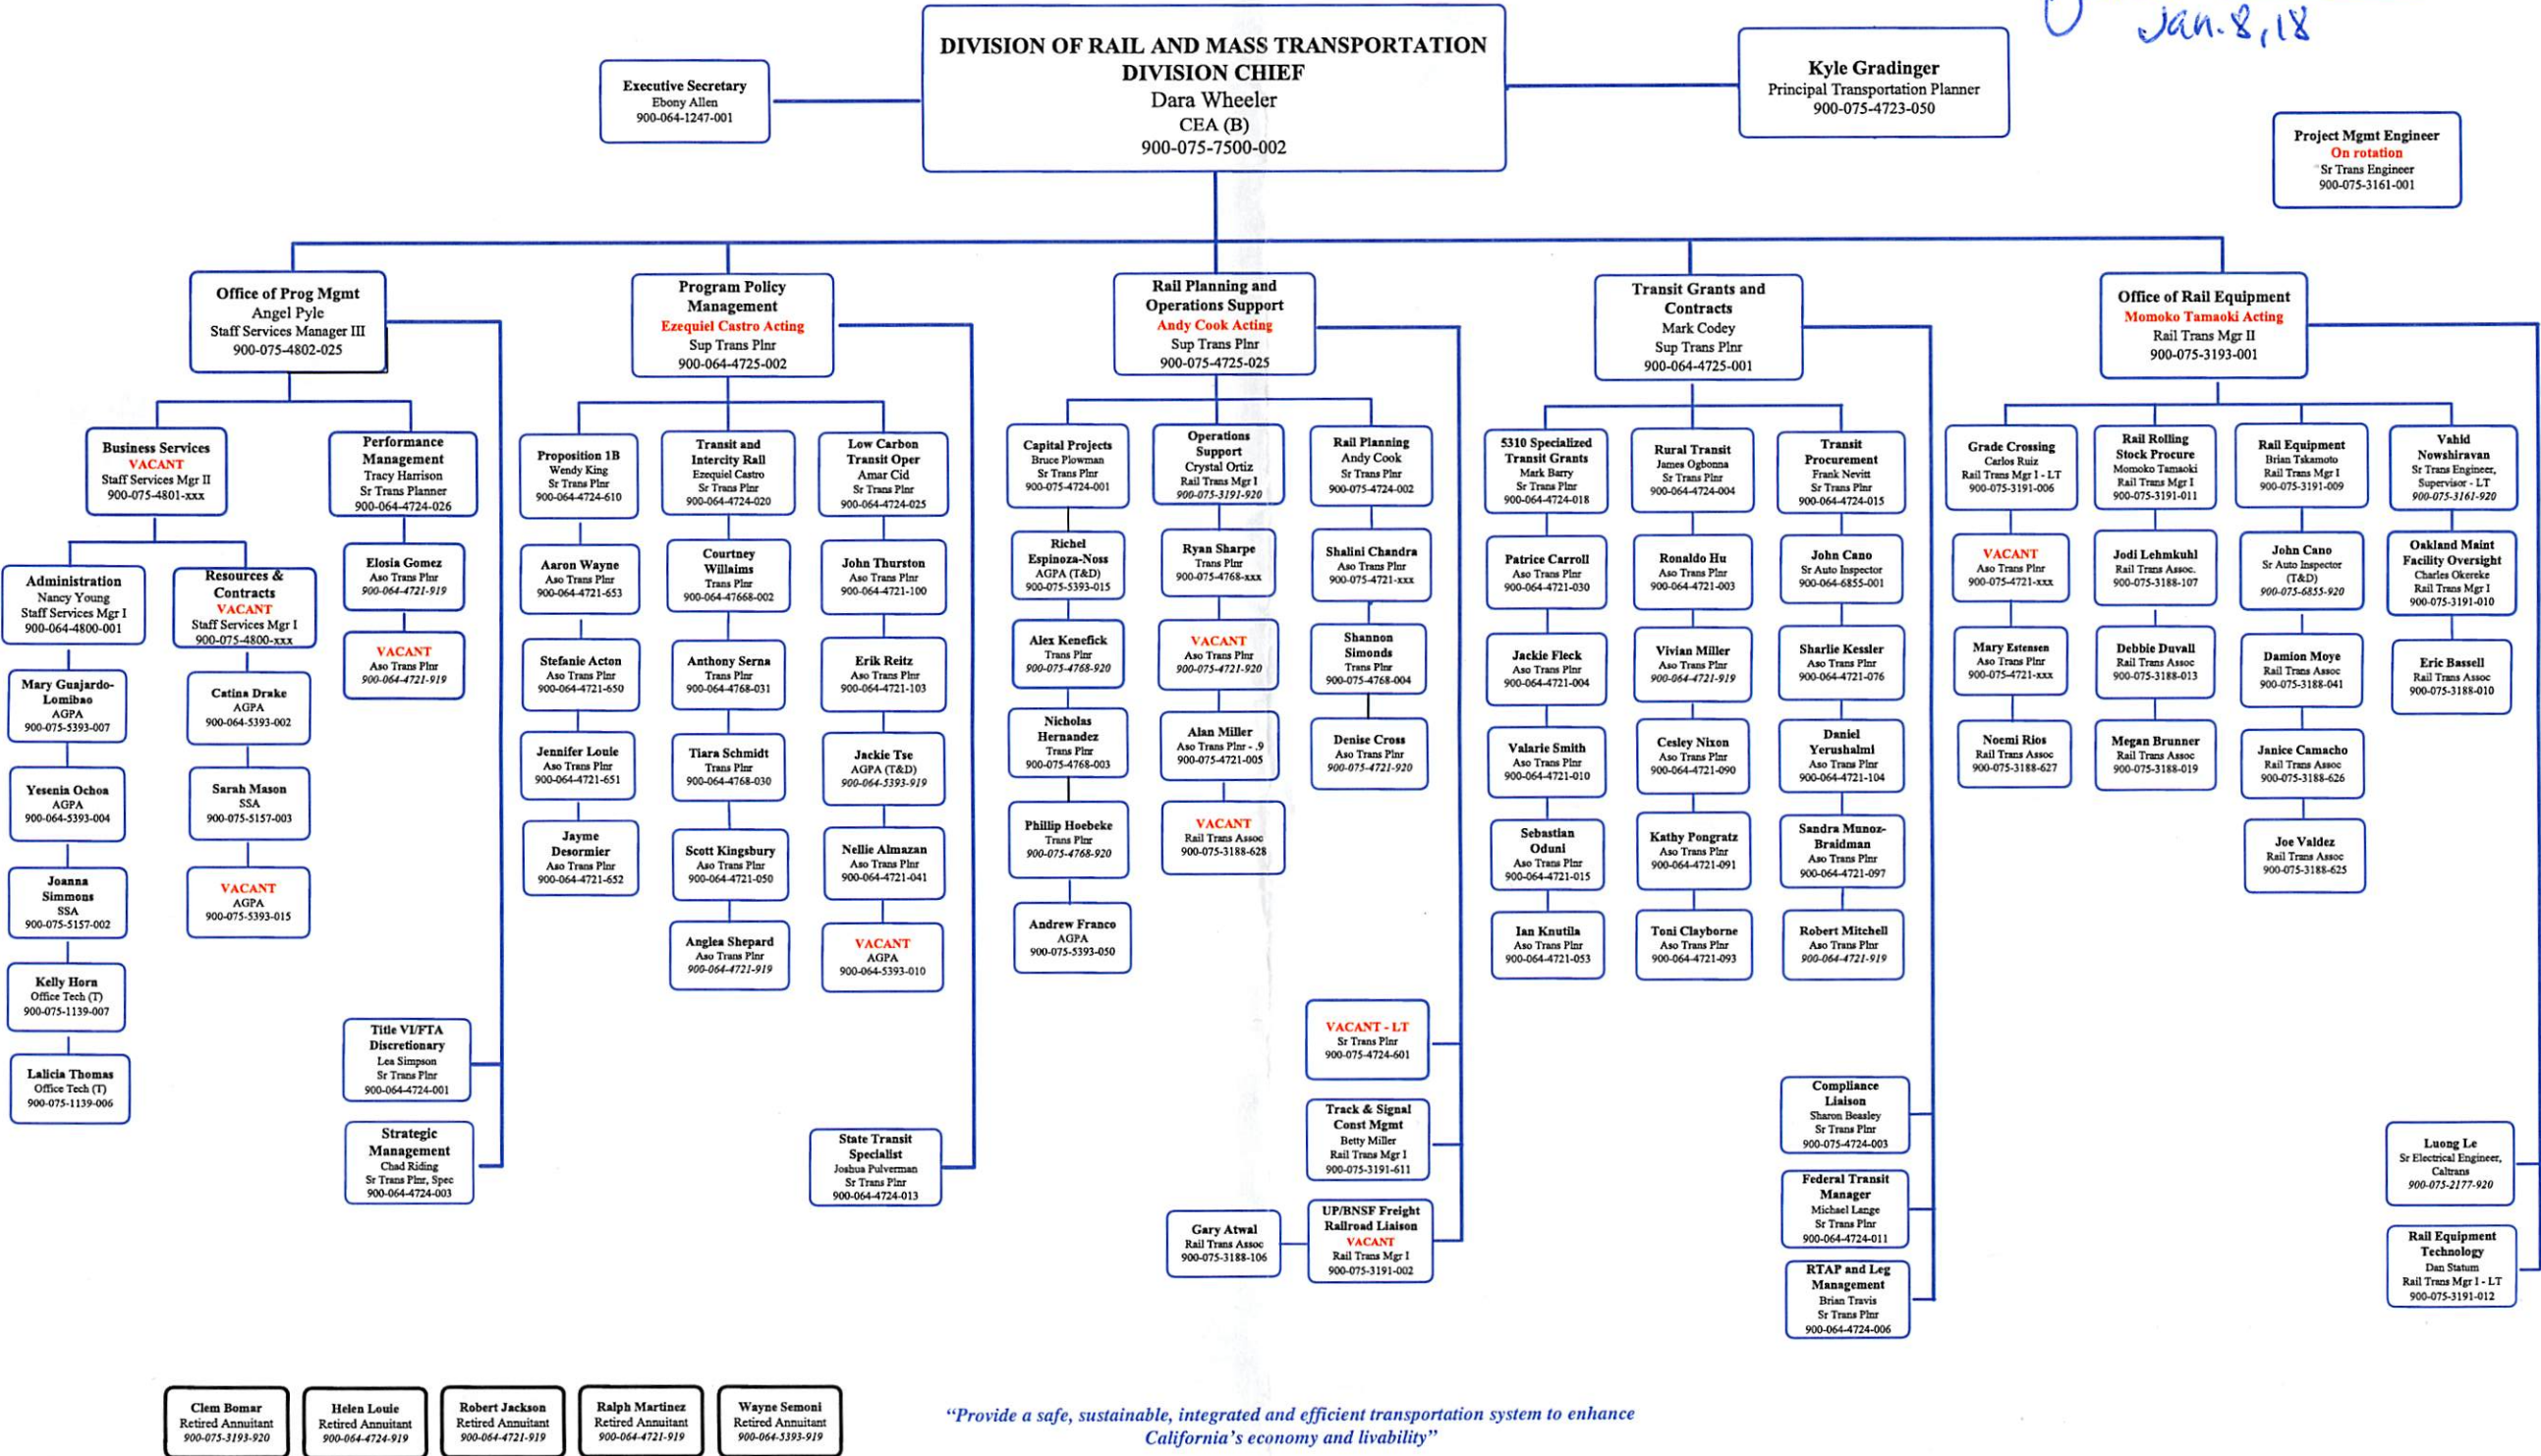 Jan. 8, 18
DIVISION OF RAIL AND MASS TRANSPORTATION
DIVISION CHIEF
Dara Wheeler
CEA (B)
900-075-7500-002
Executive Secretary
Ebony Allen
900-064-1247-001
Kyle Gradinger
Principal Transportation Planner
900-075-4723-050
Project Mgmt Engineer
On rotation
Sr Trans Engineer
900-075-3161-001
Office of Prog Mgmt
Angel Pyle
Staff Services Manager III
900-075-4802-025
Business Services
VACANT
Staff Services Mgr II
900-075-4801-xxx
Administration
Nancy Young
Staff Services Mgr I
900-064-4800-001
Mary Guajardo-
Lomibao
AGPA
900-075-5393-007
Yesenia Ochoa
AGPA
900-064-5393-004
Joanna
Simmons
SSA
900-075-5157-002
Kelly Horn
Office Tech (T)
900-075-1139-007
Lalicia Thomas
Office Tech (T)
900-075-1139-006
Resources &
Contracts
VACANT
Staff Services Mgr I
900-075-4800-xxx
Catina Drake
AGPA
900-064-5393-002
Sarah Mason
SSA
900-075-5157-003
VACANT
AGPA
900-075-5393-015
Performance
Management
Tracy Harrison
Sr Trans Planner
900-064-4724-026
Elosia Gomez
Aso Trans Plnr
900-064-4721-919
VACANT
Aso Trans Plnr
900-064-4721-919
Title VI/FTA
Discretionary
Lea Simpson
Sr Trans Plnr
900-064-4724-001
Strategic
Management
Chad Riding
Sr Trans Plnr, Spec
900-064-4724-003
Program Policy
Management
Ezequiel Castro Acting
Sup Trans Plnr
900-064-4725-002
Proposition 1B
Wendy King
Sr Trans Plnr
900-064-4724-610
Aaron Wayne
Aso Trans Plnr
900-064-4721-653
Stefanie Acton
Aso Trans Plnr
900-064-4721-650
Jennifer Louie
Aso Trans Plnr
900-064-4721-651
Jayme
Desormier
Aso Trans Plnr
900-064-4721-652
Transit and
Intercity Rail
Ezequiel Castro
Sr Trans Plnr
900-064-4724-020
Courtney
Willaims
Trans Plnr
900-064-47668-002
Anthony Serna
Trans Plnr
900-064-4768-031
Tiara Schmidt
Trans Plnr
900-064-4768-030
Scott Kingsbury
Aso Trans Plnr
900-064-4721-050
Anglea Shepard
Aso Trans Plnr
900-064-4721-919
Low Carbon
Transit Oper
Amar Cid
Sr Trans Plnr
900-064-4724-025
John Thurston
Aso Trans Plnr
900-064-4721-100
Erik Reitz
Aso Trans Plnr
900-064-4721-103
Jackie Tse
AGPA (T&D)
900-064-5393-919
Nellie Almazan
Aso Trans Plnr
900-064-4721-041
VACANT
AGPA
900-064-5393-010
State Transit
Specialist
Joshua Pulverman
Sr Trans Plnr
900-064-4724-013
Rail Planning and
Operations Support
Andy Cook Acting
Sup Trans Plnr
900-075-4725-025
Capital Projects
Bruce Plowman
Sr Trans Plnr
900-075-4724-001
Richel
Espinoza-Noss
AGPA (T&D)
900-075-5393-015
Alex Kenefick
Trans Plnr
900-075-4768-920
Nicholas
Hernandez
Trans Plnr
900-075-4768-003
Phillip Hoebeke
Trans Plnr
900-075-4768-920
Andrew Franco
AGPA
900-075-5393-050
Operations
Support
Crystal Ortiz
Rail Trans Mgr I
900-075-3191-920
Ryan Sharpe
Trans Plnr
900-075-4768-xxx
VACANT
Aso Trans Plnr
900-075-4721-920
Alan Miller
Aso Trans Plnr - .9
900-075-4721-005
VACANT
Rail Trans Assoc
900-075-3188-628
Rail Planning
Andy Cook
Sr Trans Plnr
900-075-4724-002
Shalini Chandra
Aso Trans Plnr
900-075-4721-xxx
Shannon
Simonds
Trans Plnr
900-075-4768-004
Denise Cross
Aso Trans Plnr
900-075-4721-920
VACANT - LT
Sr Trans Plnr
900-075-4724-601
Track & Signal
Const Mgmt
Betty Miller
Rail Trans Mgr I
900-075-3191-611
Gary Atwal
Rail Trans Assoc
900-075-3188-106
UP/BNSF Freight
Railroad Liaison
VACANT
Rail Trans Mgr I
900-075-3191-002
Transit Grants and
Contracts
Mark Codey
Sup Trans Plnr
900-064-4725-001
5310 Specialized
Transit Grants
Mark Barry
Sr Trans Plnr
900-064-4724-018
Patrice Carroll
Aso Trans Plnr
900-064-4721-030
Jackie Fleck
Aso Trans Plnr
900-064-4721-004
Valarie Smith
Aso Trans Plnr
900-064-4721-010
Sebastian
Oduni
Aso Trans Plnr
900-064-4721-015
Ian Knutila
Aso Trans Plnr
900-064-4721-053
Rural Transit
James Ogbonna
Sr Trans Plnr
900-064-4724-004
Ronaldo Hu
Aso Trans Plnr
900-064-4721-003
Vivian Miller
Aso Trans Plnr
900-064-4721-919
Cesley Nixon
Aso Trans Plnr
900-064-4721-090
Kathy Pongratz
Aso Trans Plnr
900-064-4721-091
Toni Clayborne
Aso Trans Plnr
900-064-4721-093
Transit
Procurement
Frank Nevitt
Sr Trans Plnr
900-064-4724-015
John Cano
Sr Auto Inspector
900-064-6855-001
Sharlie Kessler
Aso Trans Plnr
900-064-4721-076
Daniel
Yerushalmi
Aso Trans Plnr
900-064-4721-104
Sandra Munoz-
Braidman
Aso Trans Plnr
900-064-4721-097
Robert Mitchell
Aso Trans Plnr
900-064-4721-919
Compliance
Liaison
Sharon Beasley
Sr Trans Plnr
900-075-4724-003
Federal Transit
Manager
Michael Lange
Sr Trans Plnr
900-064-4724-011
RTAP and Leg
Management
Brian Travis
Sr Trans Plnr
900-064-4724-006
Office of Rail Equipment
Momoko Tamaoki Acting
Rail Trans Mgr II
900-075-3193-001
Grade Crossing
Carlos Ruiz
Rail Trans Mgr I - LT
900-075-3191-006
VACANT
Aso Trans Plnr
900-075-4721-xxx
Mary Estensen
Aso Trans Plnr
900-075-4721-xxx
Noemi Rios
Rail Trans Assoc
900-075-3188-627
Rail Rolling
Stock Procure
Momoko Tamaoki
Rail Trans Mgr I
900-075-3191-011
Jodi Lehmkuhl
Rail Trans Assoc.
900-075-3188-107
Debbie Duvall
Rail Trans Assoc
900-075-3188-013
Megan Brunner
Rail Trans Assoc
900-075-3188-019
Rail Equipment
Brian Tskamoto
Rail Trans Mgr I
900-075-3191-009
John Cano
Sr Auto Inspector
(T&D)
900-075-6855-920
Damion Moye
Rail Trans Assoc
900-075-3188-041
Janice Camacho
Rail Trans Assoc
900-075-3188-626
Joe Valdez
Rail Trans Assoc
900-075-3188-625
Vahid
Nowshiravan
Sr Trans Engineer,
Supervisor - LT
900-075-3161-920
Oakland Maint
Facility Oversight
Charles Okereke
Rail Trans Mgr I
900-075-3191-010
Eric Bassell
Rail Trans Assoc
900-075-3188-010
Luong Le
Sr Electrical Engineer,
Caltrans
900-075-2177-920
Rail Equipment
Technology
Dan Statum
Rail Trans Mgr I - LT
900-075-3191-012
Clem Bomar
Retired Annuitant
900-075-3193-920
Helen Louie
Retired Annuitant
900-064-4724-919
Robert Jackson
Retired Annuitant
900-064-4721-919
Ralph Martinez
Retired Annuitant
900-064-4721-919
Wayne Semoni
Retired Annuitant
900-064-5393-919
“Provide a safe, sustainable, integrated and efficient transportation system to enhance
California’s economy and livability”